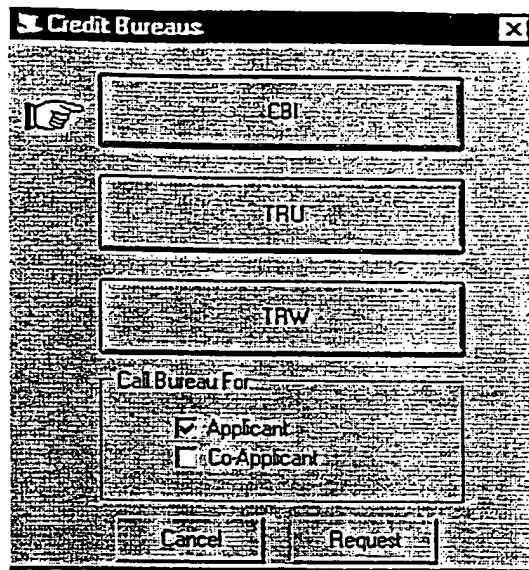 Credit Bureaus
CBI
TRU
TRW
Call Bureau For...
Applicant
Co-Applicant
Cancel
Request